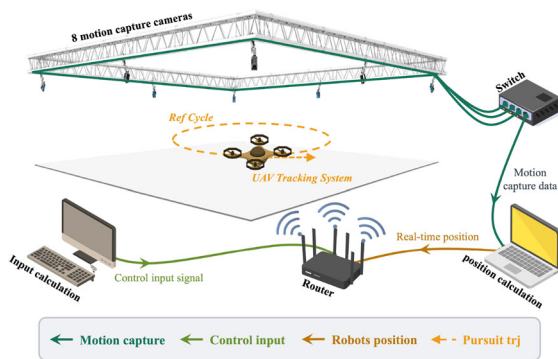 8 motion capture cameras
Switch
Ref Cycle
UAV Tracking System
Motion
capture data
Real-time position
position calculation
Input calculation
Control input signal
Router
Motion capture
Control input
Robots position
Pursuit trj